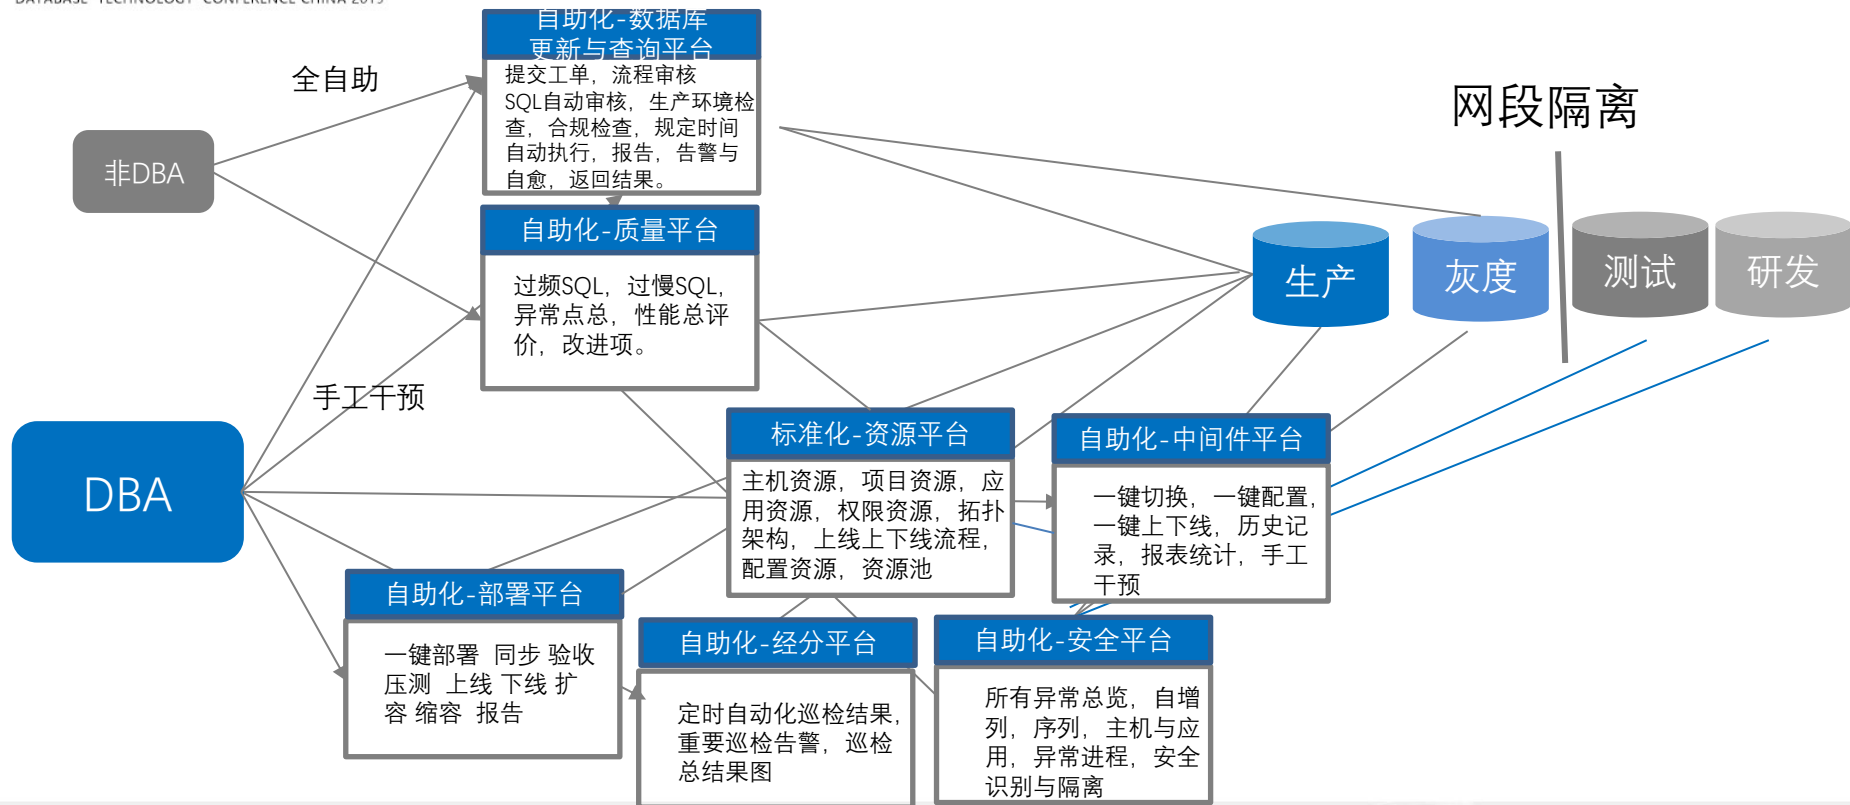 DATABASE TECHNOLOGY CONFERENCE CHINA 2019
自助化-数据库
更新与查询平台
提交工单，流程审核
SQL自动审核，生产环境检
查，合规检查，规定时间
自动执行，报告，告警与
自愈，返回结果。
全自助
网段隔离
非DBA
自助化-质量平台
过频SQL，过慢SQL，
异常点总，性能总评
价，改进项。
生产
灰度
测试
研发
手工干预
DBA
标准化-资源平台
主机资源，项目资源，应
用资源，权限资源，拓扑
架构，上线上下线流程，
配置资源，资源池
自助化-中间件平台
一键切换，一键配置，
一键上下线，历史记
录，报表统计，手工
干预
自助化-部署平台
一键部署 同步 验收
压测 上线 下线 扩
容 缩容 报告
自助化-经分平台
定时自动化巡检结果，
重要巡检告警，巡检
总结果图
自助化-安全平台
所有异常总览，自增
列，序列，主机与应
用，异常进程，安全
识别与隔离